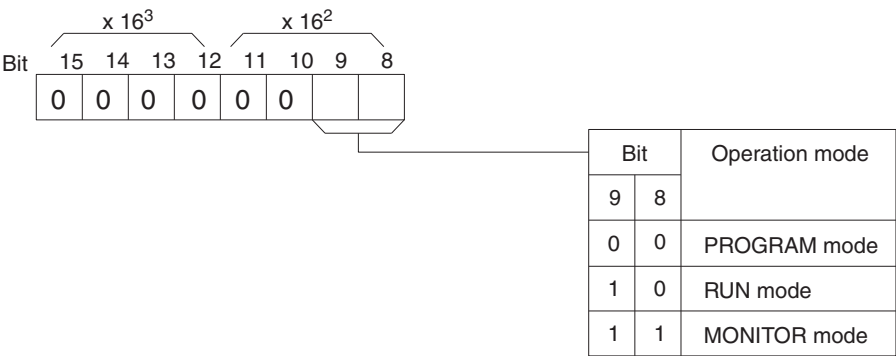 x 16³ x 16²
Bit 15 14 13 12 11 10 9 8
0 0 0 0 0 0
Bit Operation mode
9 8
0 0 PROGRAM mode
1 0 RUN mode
1 1 MONITOR mode